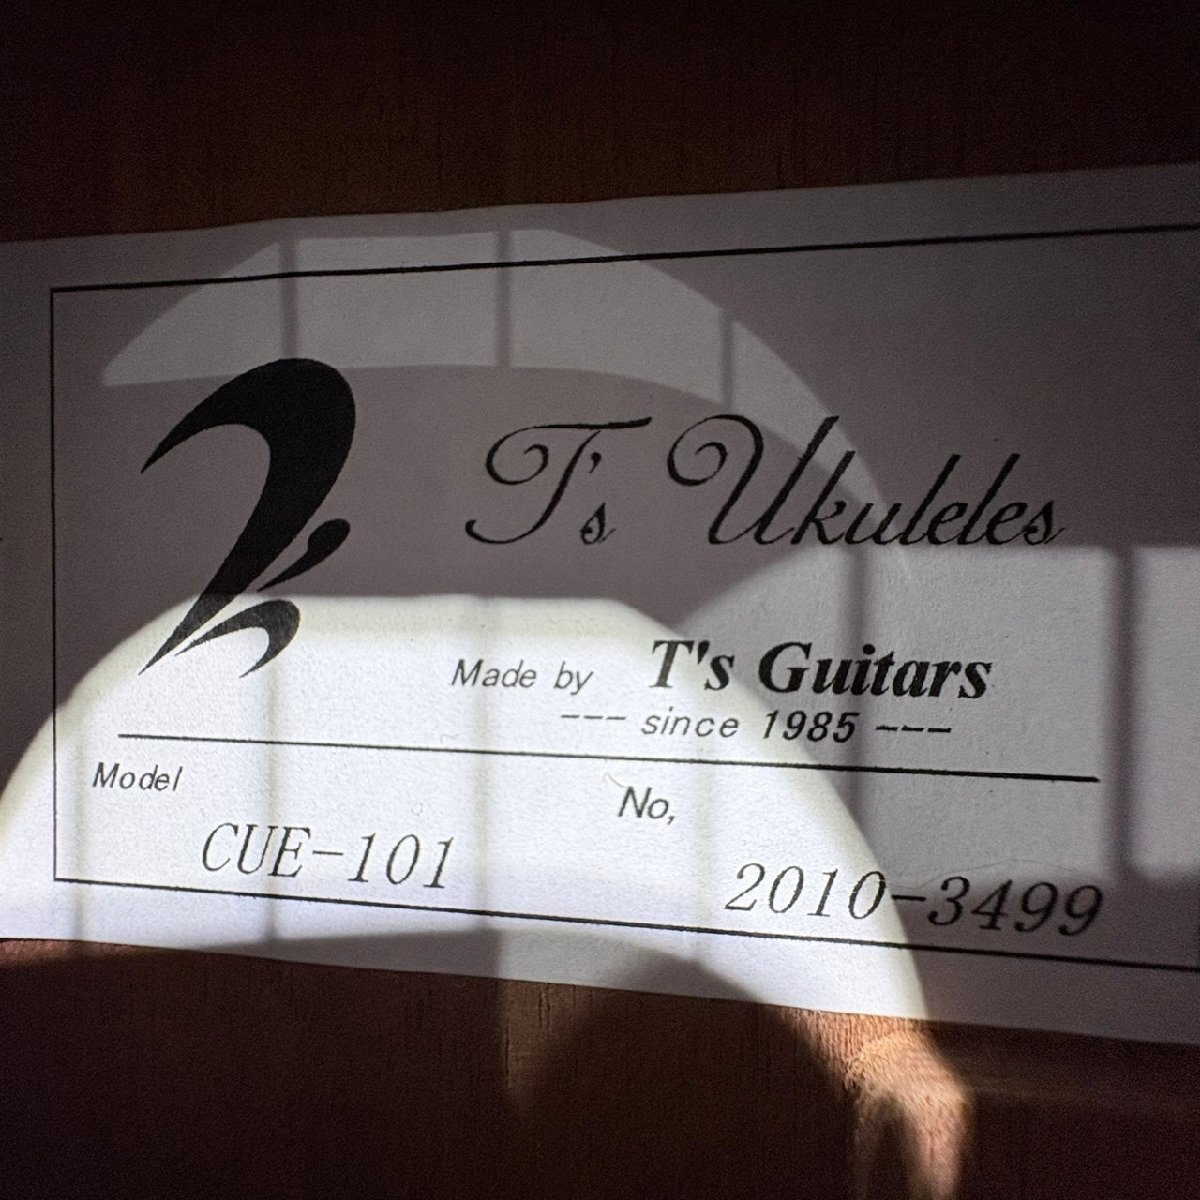 T's Ukuleles
Made by T's Guitars
--- since 1985 ---
Model
No,
CUE-101
2010-3499